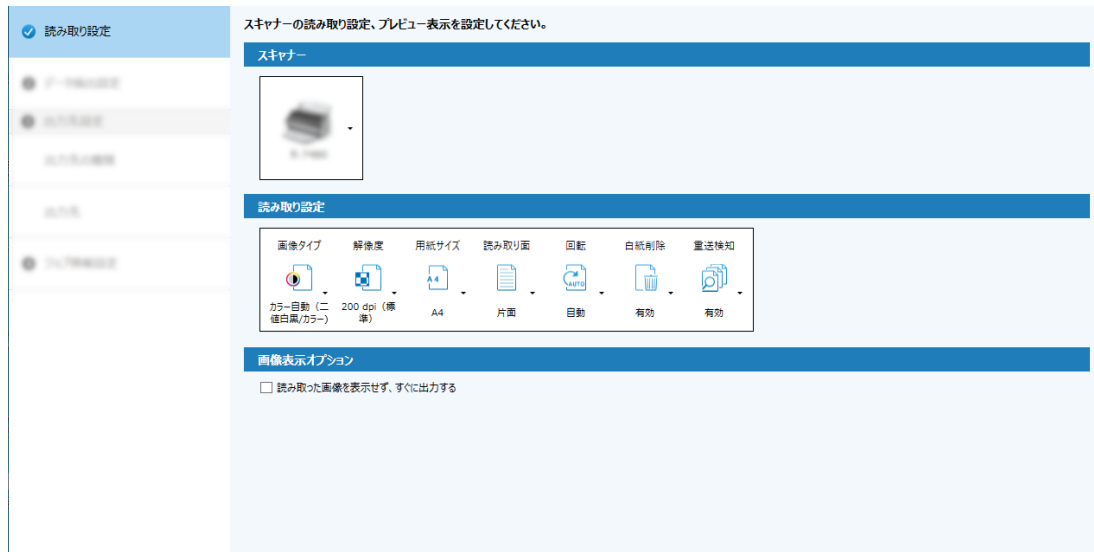 読み取り設定
スキャナーの読み取り設定、プレビュー表示を設定してください。
スキャナー
読み取り設定
画像タイプ 解像度 用紙サイズ 読み取り面 回転 白紙削除 重送検知
A4 AUTO
カラー自動（二 200 dpi（標 A4 片面 自動 有効 有効
値白黒/カラー） 準）
画像表示オプション
読み取った画像を表示せず、すぐに出力する